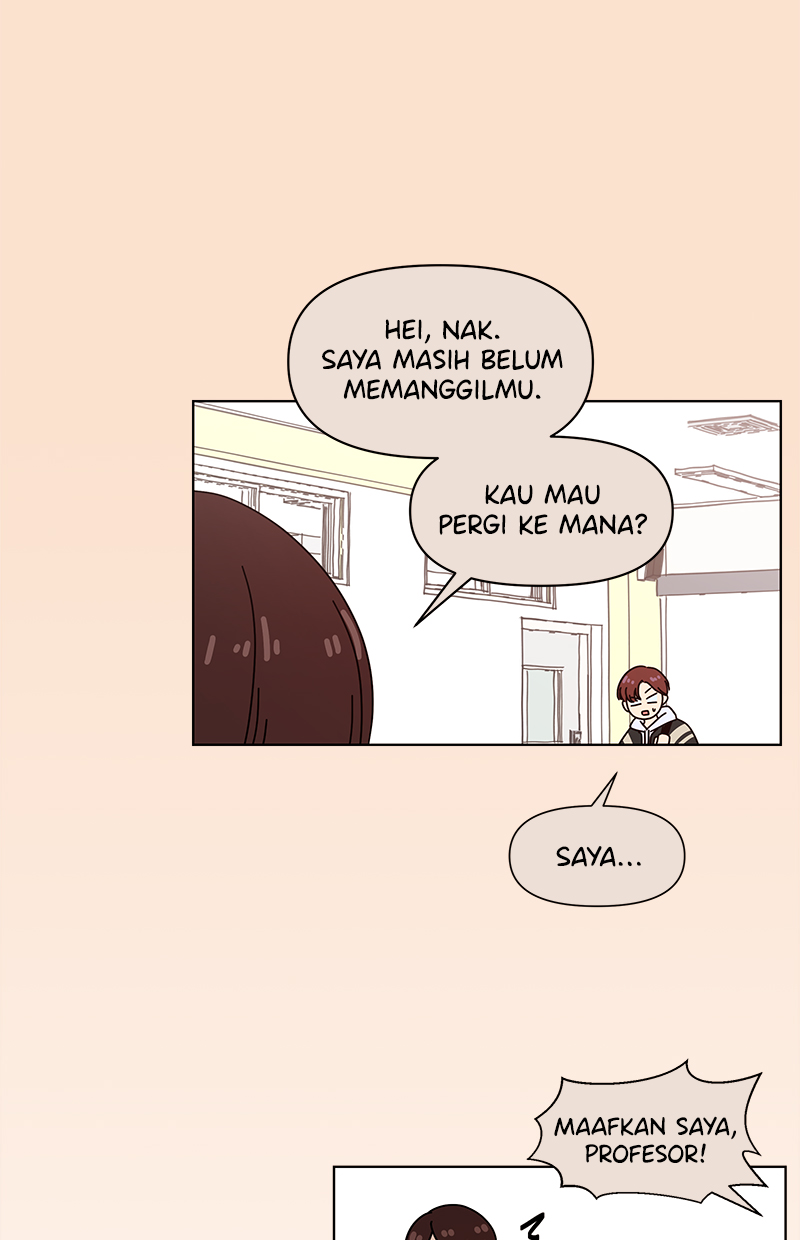 HEI, NAK.
SAYA MASIH BELUM
MEMANGGILMU.
KAU MAU
PERGI KE MANA?
SAYA...
MAAFKAN SAYA,
PROFESOR!